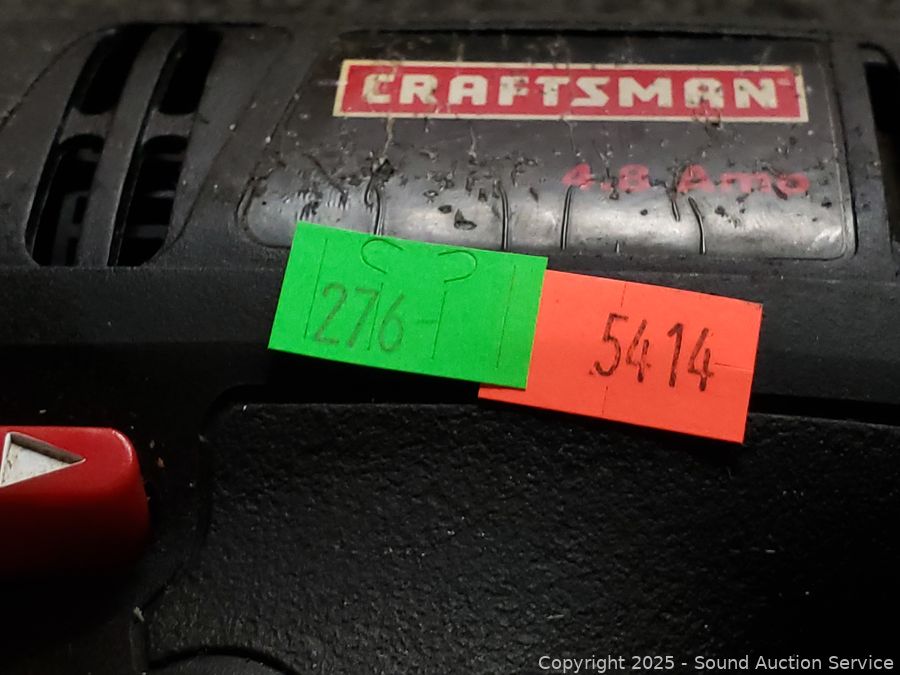 CRAFTSMAN
4.8 Amp
276
5414
Copyright 2025 - Sound Auction Service